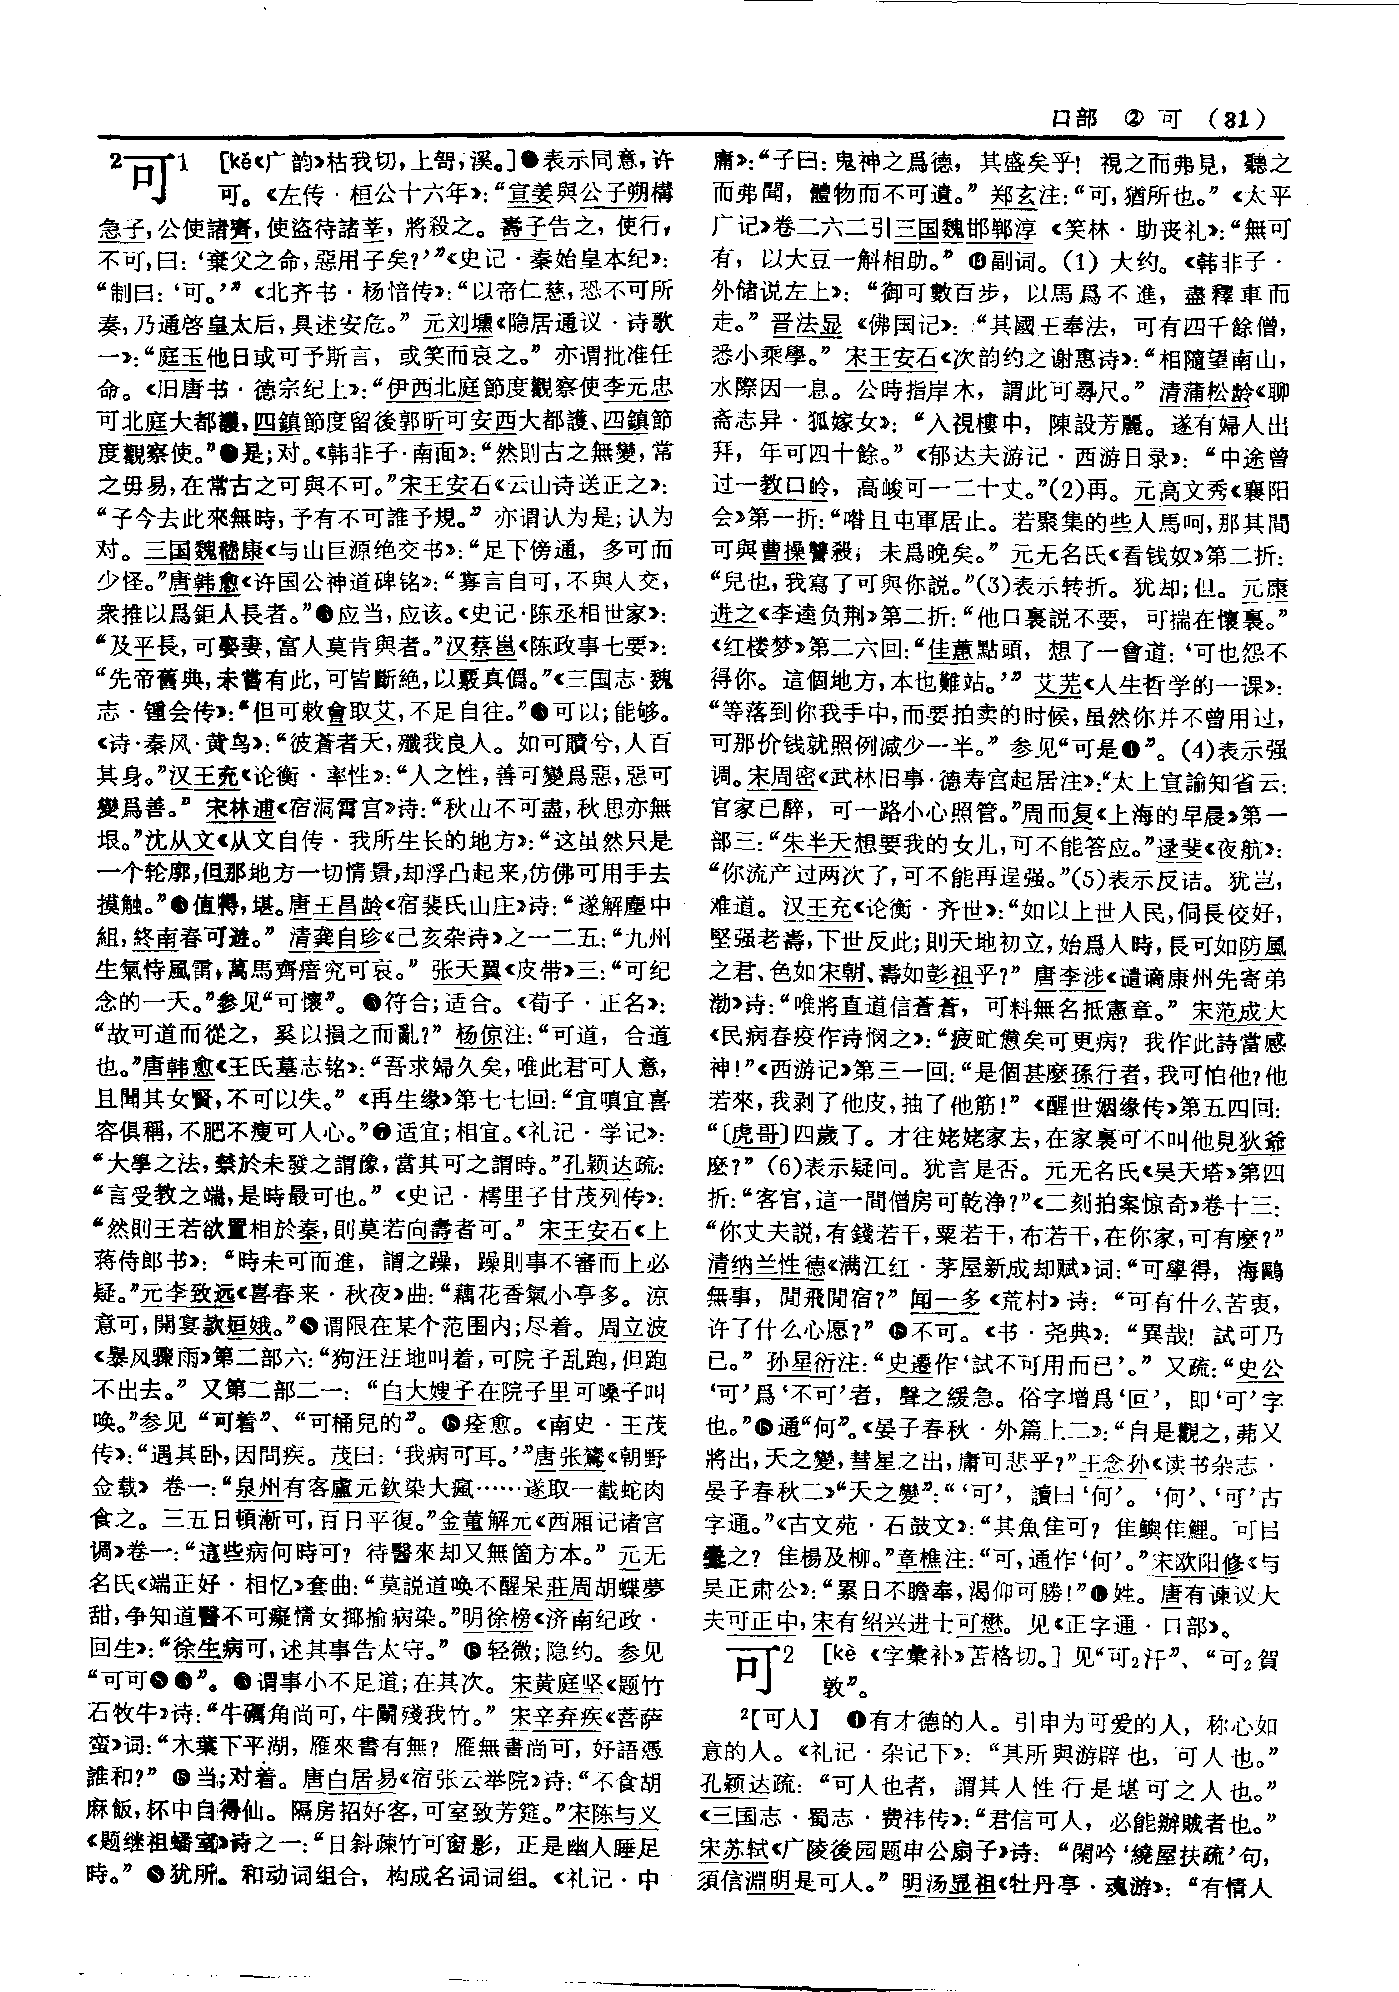 口部 ② 可 (31)
²可¹ [kě《广韵》枯我切,上哿,溪。]❶表示同意,许
可。《左传·桓公十六年》:“宣姜與公子朔構
急子,公使諸齊,使盗待諸莘，將殺之。壽子告之，使行,
不可,曰:‘棄父之命,惡用子矣?’”《史记·秦始皇本纪》:
“制曰:‘可。’”《北齐书·杨愔传》:“以帝仁慈,恐不可所
奏,乃通啓皇太后,具述安危。” 元刘壎《隐居通议·诗歌
一》:“庭玉他日或可予斯言，或笑而哀之。” 亦谓批准任
命。《旧唐书·德宗纪上》:“伊西北庭節度觀察使李元忠
可北庭大都護,四鎮節度留後郭昕可安西大都護、四鎮節
度觀察使。”❷是;对。《韩非子·南面》:“然則古之無變,常
之毋易,在常古之可與不可。”宋王安石《云山诗送正之》:
“子今去此來無時,予有不可誰予規。” 亦谓认为是;认为
对。三国魏嵇康《与山巨源绝交书》:“足下傍通，多可而
少怪。”唐韩愈《许国公神道碑铭》:“寡言自可,不與人交,
衆推以爲鉅人長者。”❸应当,应该。《史记·陈丞相世家》:
“及平長,可娶妻,富人莫肯與者。”汉蔡邕《陈政事七要》:
“先帝舊典,未嘗有此,可皆斷絶,以覈真僞。”《三国志·魏
志·锺会传》:“但可敕會取艾,不足自往。”❹可以;能够。
《诗·秦风·黄鸟》:“彼蒼者天,殲我良人。如可贖兮,人百
其身。”汉王充《论衡·率性》:“人之性,善可變爲惡,惡可
變爲善。” 宋林逋《宿洞霄宫》诗:“秋山不可盡,秋思亦無
垠。”沈从文《从文自传·我所生长的地方》:“这虽然只是
一个轮廓,但那地方一切情景,却浮凸起来,仿佛可用手去
摸触。”❺值得,堪。唐王昌龄《宿裴氏山庄》诗:“遂解塵中
組,終南春可遊。” 清龚自珍《己亥杂诗》之一二五:“九州
生氣恃風雷,萬馬齊瘖究可哀。” 张天翼《皮带》三:“可纪
念的一天。”参见“可懷”。❻符合;适合。《荀子·正名》:
“故可道而從之，奚以損之而亂?” 杨倞注:“可道，合道
也。”唐韩愈《王氏墓志铭》:“吾求婦久矣,唯此君可人意,
且聞其女賢,不可以失。” 《再生缘》第七七回:“宜嗔宜喜
容俱稱,不肥不瘦可人心。”❼适宜;相宜。《礼记·学记》:
“大學之法,禁於未發之謂豫,當其可之謂時。”孔颖达疏:
“言受教之端,是時最可也。” 《史记·樗里子甘茂列传》:
“然則王若欲置相於秦,則莫若向壽者可。” 宋王安石《上
蒋侍郎书》: “時未可而進，謂之躁，躁則事不審而上必
疑。”元李致远《喜春来·秋夜》曲:“藕花香氣小亭多。涼
意可,開宴款姮娥。”❽谓限在某个范围内;尽着。周立波
《暴风骤雨》第二部六:“狗汪汪地叫着,可院子乱跑,但跑
不出去。” 又第二部二一: “白大嫂子在院子里可嗓子叫
唤。”参见 “可着”、“可桶兒的”。❾痊愈。《南史·王茂
传》:“遇其卧,因問疾。茂曰:‘我病可耳。’”唐张鷟《朝野
佥载》 卷一:“泉州有客盧元欽染大瘋……遂取一截蛇肉
食之。三五日頓漸可,百日平復。”金董解元《西厢记诸宫
调》卷一:“這些病何時可? 待醫來却又無箇方本。” 元无
名氏《端正好·相忆》套曲:“莫説道唤不醒呆莊周胡蝶夢
甜,争知道醫不可癡情女揶揄病染。”明徐榜《济南纪政·
回生》:“徐生病可,述其事告太守。” ❿轻微;隐约。参见
“可可❺❻”。⓫谓事小不足道;在其次。宋黄庭坚《题竹
石牧牛》诗:“牛礪角尚可,牛鬭殘我竹。” 宋辛弃疾《菩萨
蛮》词:“木葉下平湖，雁來書有無? 雁無書尚可，好語憑
誰和?” ⓬当;对着。唐白居易《宿张云举院》诗:“不食胡
麻飯,杯中自得仙。隔房招好客,可室致芳筵。”宋陈与义
《题继祖蟠室》诗之一:“日斜疎竹可窗影，正是幽人睡足
時。” ⓭犹所。和动词组合，构成名词词组。《礼记·中
庸》:“子曰:鬼神之爲德，其盛矣乎! 視之而弗見，聽之
而弗聞，體物而不可遺。” 郑玄注:“可,猶所也。” 《太平
广记》卷二六二引三国魏邯郸淳《笑林·助丧礼》:“無可
有，以大豆一斛相助。” ⓮副词。(1) 大约。《韩非子·
外储说左上》: “御可數百步，以馬爲不進，盡釋車而
走。” 晋法显《佛国记》: “其國王奉法，可有四千餘僧,
悉小乘學。” 宋王安石《次韵约之谢惠诗》:“相隨望南山,
水際因一息。公時指岸木，謂此可尋尺。” 清蒲松龄《聊
斋志异·狐嫁女》: “入視樓中，陳設芳麗。遂有婦人出
拜，年可四十餘。”《郁达夫游记·西游日录》: “中途曾
过一教口岭，高峻可一二十丈。”(2)再。元高文秀《襄阳
会》第一折:“喒且屯軍居止。若聚集的些人馬呵,那其間
可與曹操讐殺，未爲晚矣。” 元无名氏《看钱奴》第二折:
“兒也,我寫了可與你説。”(3)表示转折。犹却;但。元康
进之《李逵负荆》第二折:“他口裏説不要，可揣在懷裏。”
《红楼梦》第二六回:“佳蕙點頭，想了一會道:‘可也怨不
得你。這個地方,本也難站。’” 艾芜《人生哲学的一课》:
“等落到你我手中,而要拍卖的时候,虽然你并不曾用过,
可那价钱就照例减少一半。” 参见“可是❶”。(4)表示强
调。宋周密《武林旧事·德寿宫起居注》:“太上宣諭知省云:
官家已醉，可一路小心照管。”周而复《上海的早晨》第一
部三:“朱半天想要我的女儿,可不能答应。”逯斐《夜航》:
“你流产过两次了,可不能再逞强。”(5)表示反诘。犹岂,
难道。汉王充《论衡·齐世》:“如以上世人民,侗長佼好,
堅强老壽,下世反此;則天地初立,始爲人時,長可如防風
之君、色如宋朝、壽如彭祖乎?” 唐李涉《谴谪康州先寄弟
渤》诗:“唯將直道信蒼蒼，可料無名抵憲章。” 宋范成大
《民病春疫作诗悯之》:“疲甿憊矣可更病? 我作此詩當感
神!”《西游记》第三一回:“是個甚麽孫行者,我可怕他?他
若來,我剥了他皮,抽了他筋!” 《醒世姻缘传》第五四回:
“〔虎哥〕四歲了。才往姥姥家去,在家裏可不叫他見狄爺
麽?” (6)表示疑问。犹言是否。元无名氏《昊天塔》第四
折:“客官,這一間僧房可乾净?”《二刻拍案惊奇》卷十三:
“你丈夫説,有錢若干,粟若干,布若干,在你家,可有麽?”
清纳兰性德《满江红·茅屋新成却赋》词:“可學得，海鷗
無事，閒飛閒宿?” 闻一多《荒村》诗: “可有什么苦衷,
许了什么心愿?” ⓯不可。《书·尧典》: “異哉! 試可乃
已。” 孙星衍注:“史遷作‘試不可用而已’。” 又疏:“史公
‘可’爲‘不可’者，聲之緩急。俗字增爲‘叵’，即‘可’字
也。”⓰通“何”。《晏子春秋·外篇上二》:“自是觀之,茀又
將出,天之變,彗星之出,庸可悲乎?”王念孙《读书杂志·
晏子春秋二》“天之變”:“‘可’，讀曰‘何’。‘何’、‘可’古
字通。”《古文苑·石鼓文》:“其魚隹可? 隹鱮隹鯉。可㠯
橐之? 隹楊及柳。”章樵注:“可,通作‘何’。”宋欧阳修《与
吴正肃公》:“累日不瞻奉,渴仰可勝!”⓱姓。唐有谏议大
夫可正中,宋有绍兴进士可懋。见《正字通·口部》。
可² [kè 《字彙补》苦格切。] 见“可₂汗”、“可₂賀
敦”。
²【可人】 ❶有才德的人。引申为可爱的人，称心如
意的人。《礼记·杂记下》: “其所與游辟也，可人也。”
孔颖达疏: “可人也者，謂其人性行是堪可之人也。”
《三国志·蜀志·费祎传》:“君信可人，必能辦賊者也。”
宋苏轼《广陵後园题申公扇子》诗: “閑吟‘繞屋扶疏’句,
須信淵明是可人。” 明汤显祖《牡丹亭·魂游》: “有情人